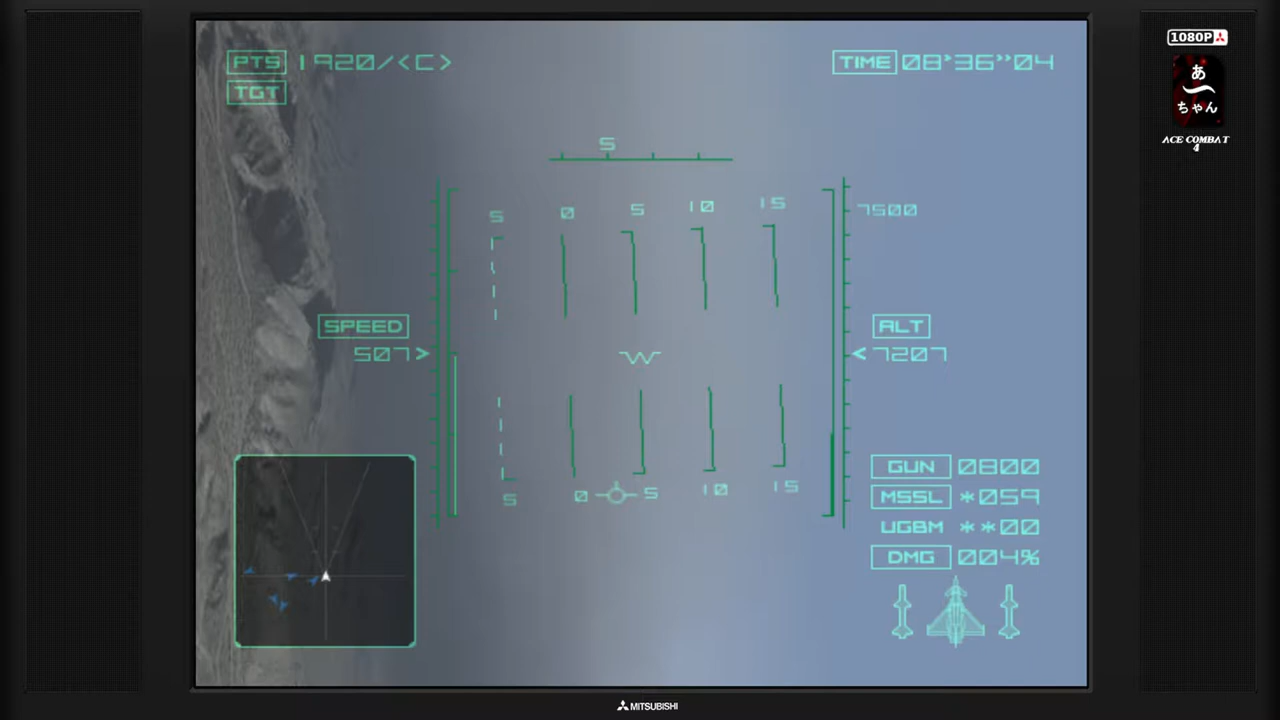 PTS 1920/<C>
TIME 08'36"04
TGT
S
5 0 5 10 15
7500
SPEED
507 >
ALT
< 7207
5 0 5 10 15
GUN 0800
MSSL *059
UGBM **00
DMG 004%
1080P
あー
ちゃん
ACE COMBAT
4
MITSUBISHI